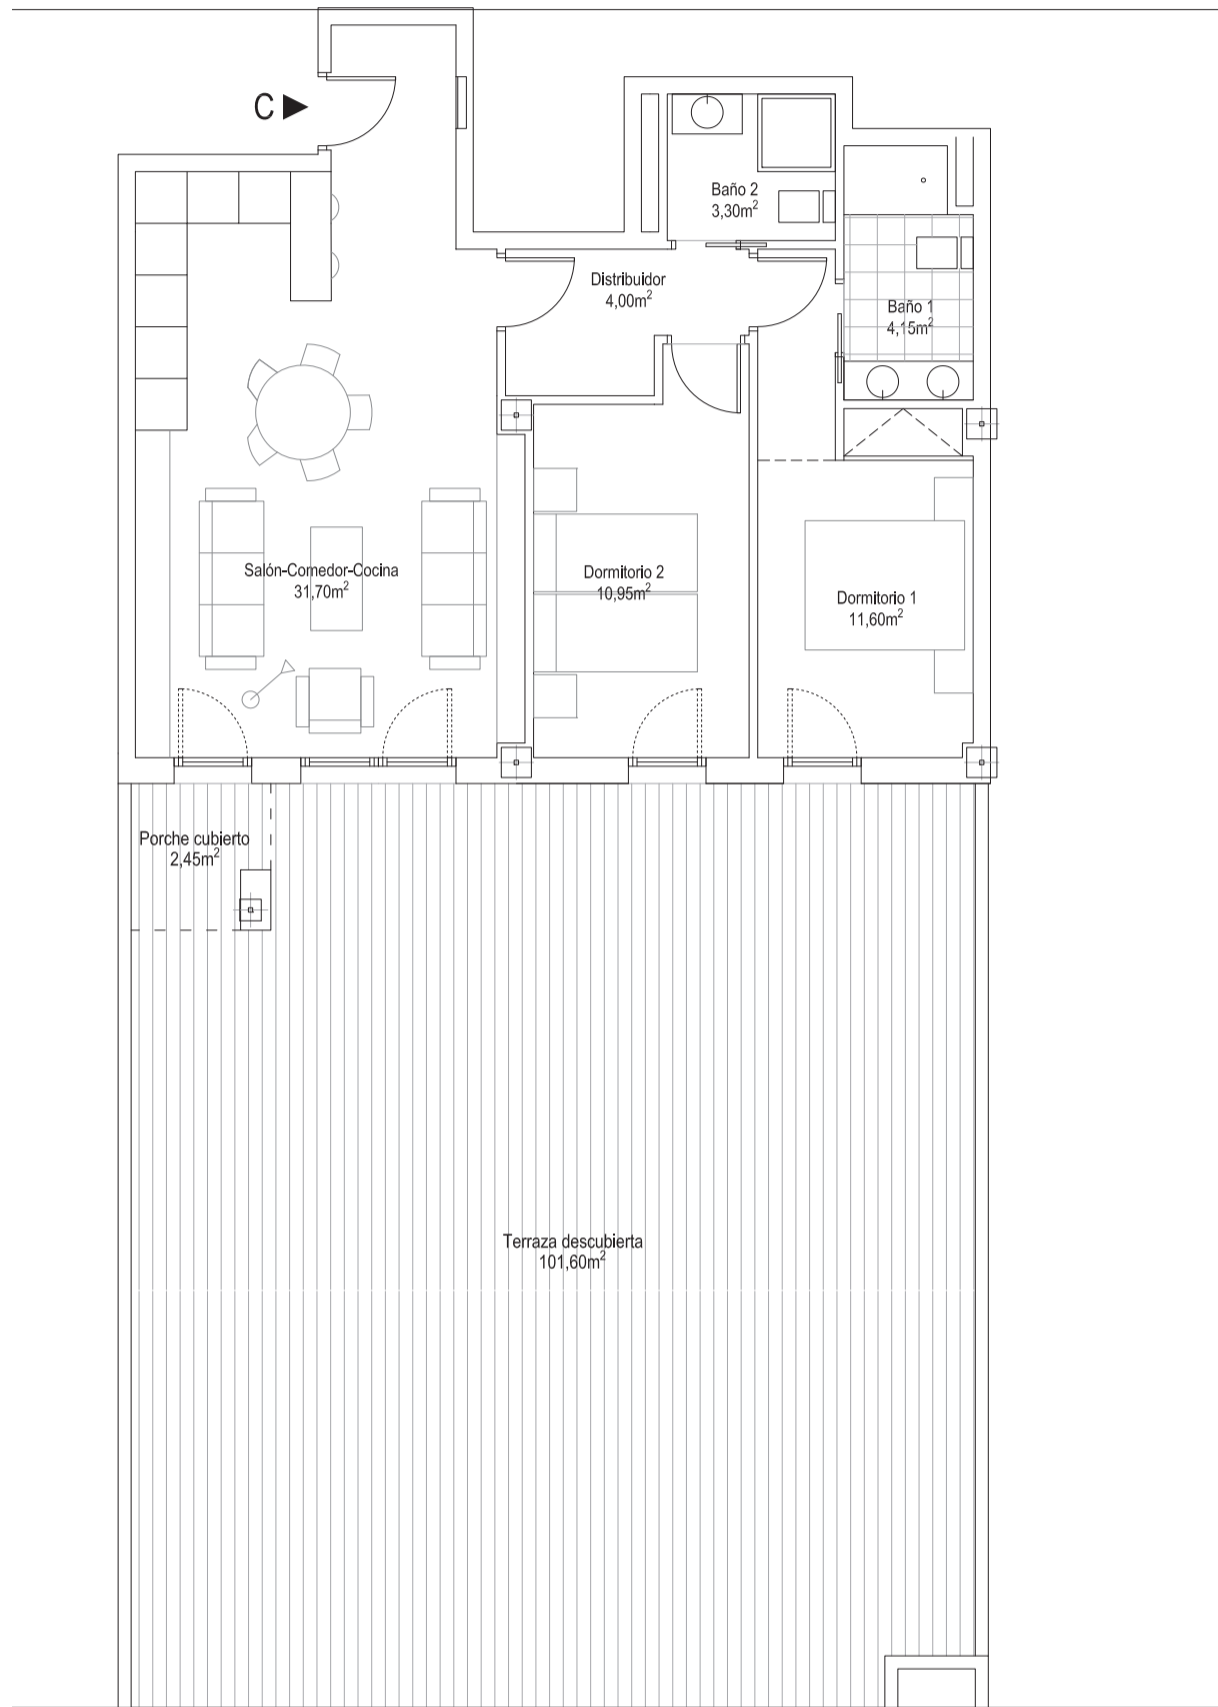 C
Baño 2
3,30m²
Distribuidor
4,00m²
Baño 1
4,15m²
Salón-Comedor-Cocina
31,70m²
Dormitorio 2
10,95m²
Dormitorio 1
11,60m²
Porche cubierto
2,45m²
Terraza descubierta
101,60m²